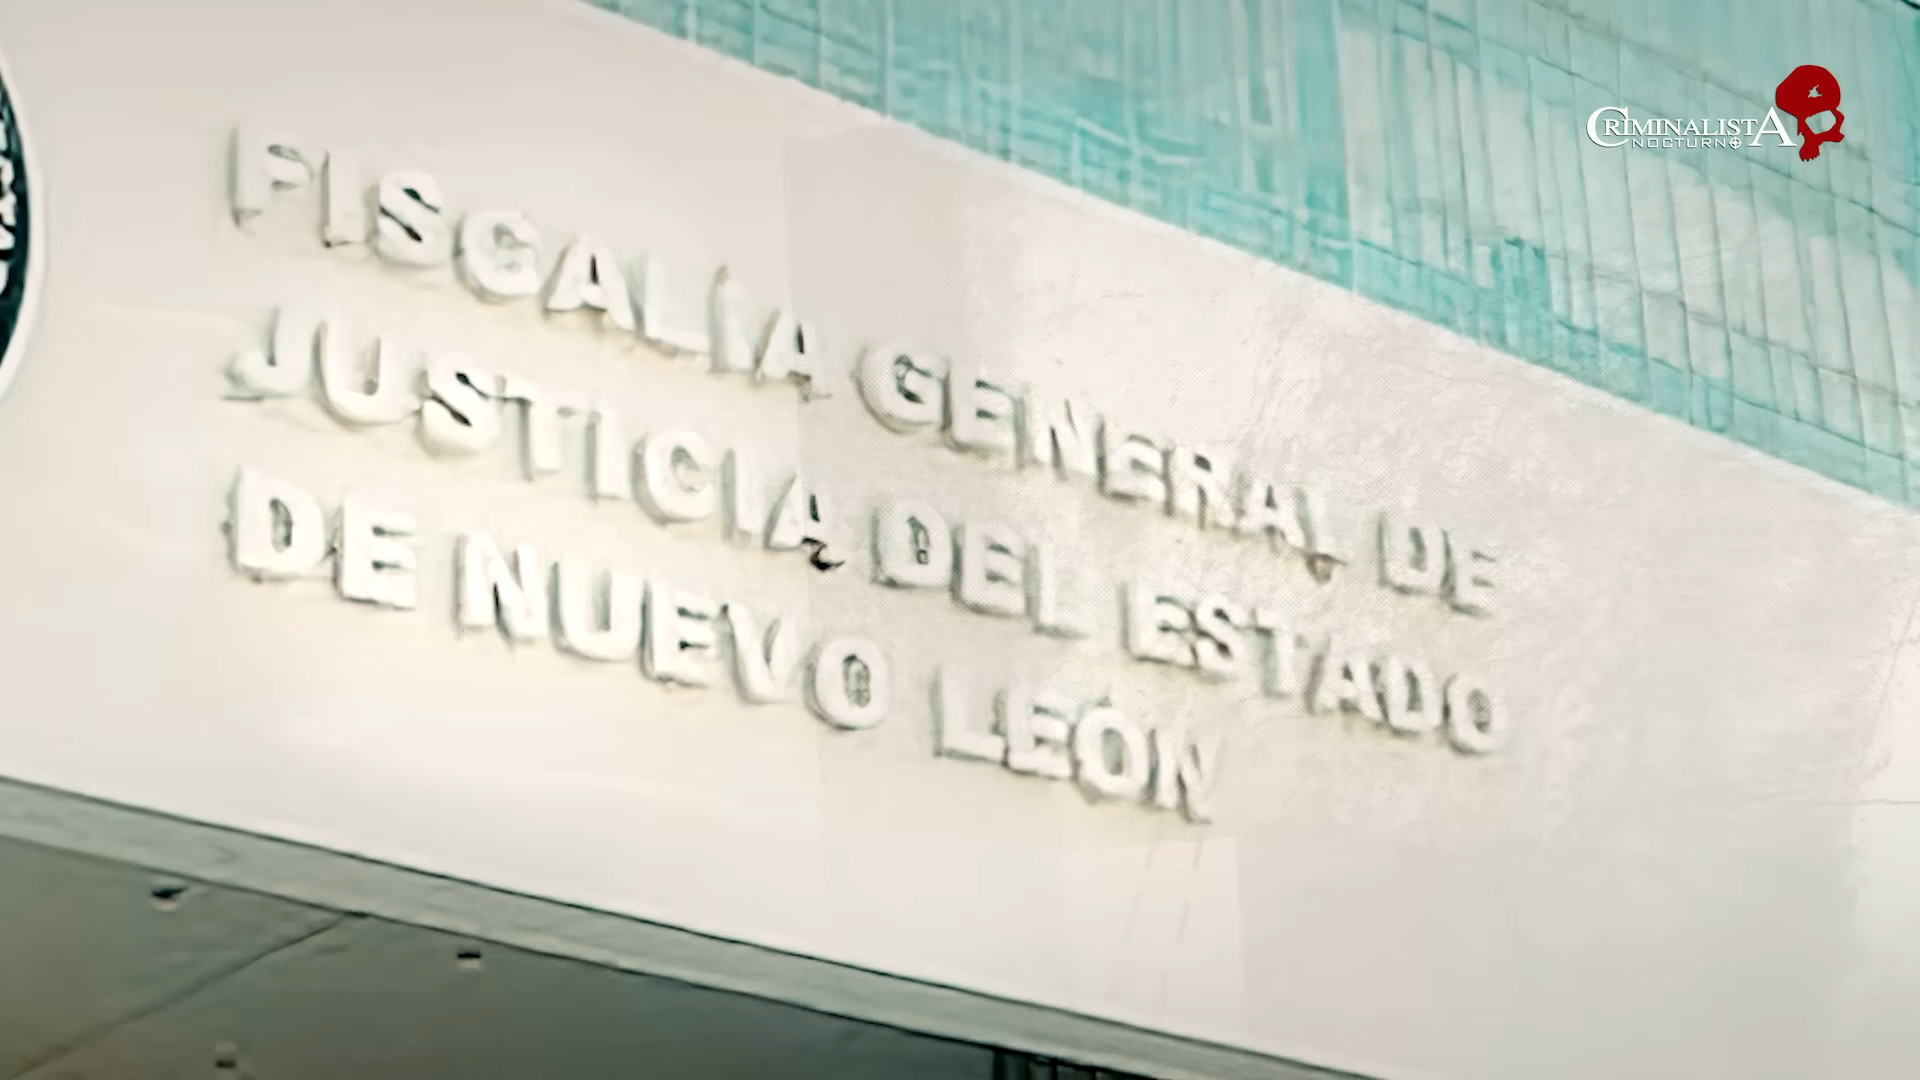 FISCALÍA GENERAL DE
JUSTICIA DEL ESTADO
DE NUEVO LEÓN
CRIMINALISTA
NOCTURNO